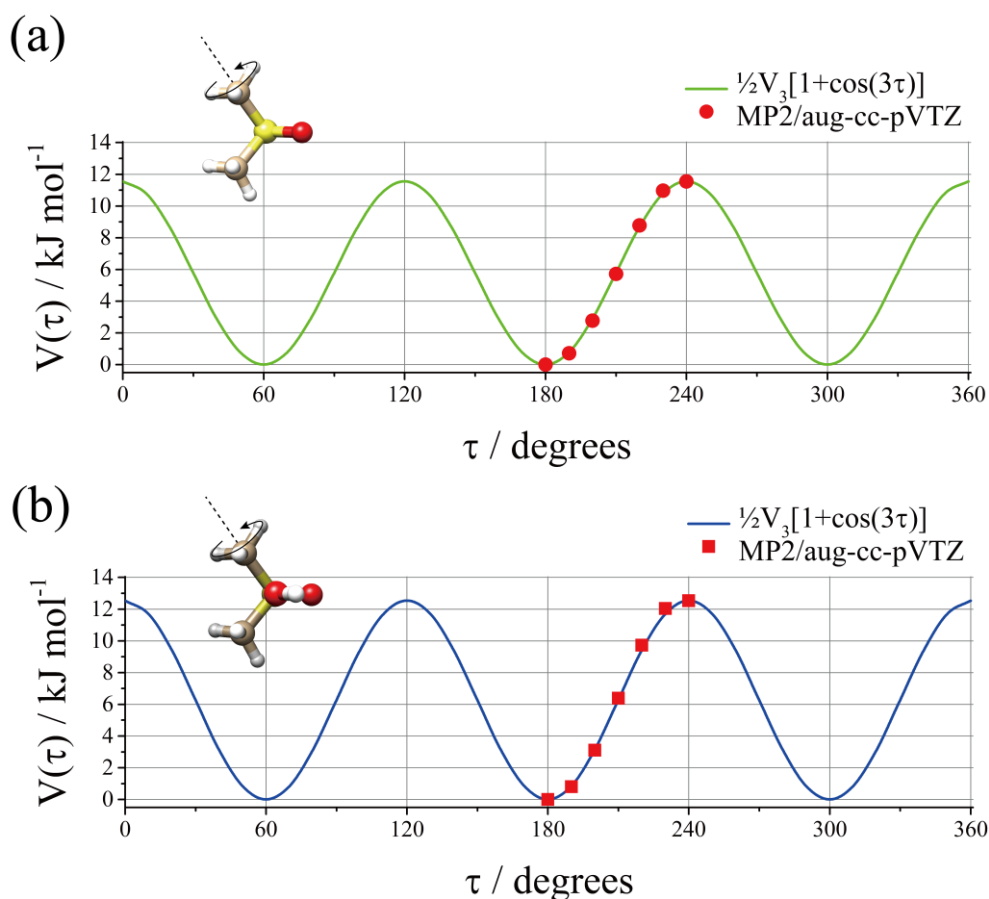 (a)
½V₃[1+cos(3τ)]
MP2/aug-cc-pVTZ
V(τ) / kJ mol⁻¹
14
12
10
8
6
4
2
0
0 60 120 180 240 300 360
τ / degrees
(b)
½V₃[1+cos(3τ)]
MP2/aug-cc-pVTZ
V(τ) / kJ mol⁻¹
14
12
10
8
6
4
2
0
0 60 120 180 240 300 360
τ / degrees